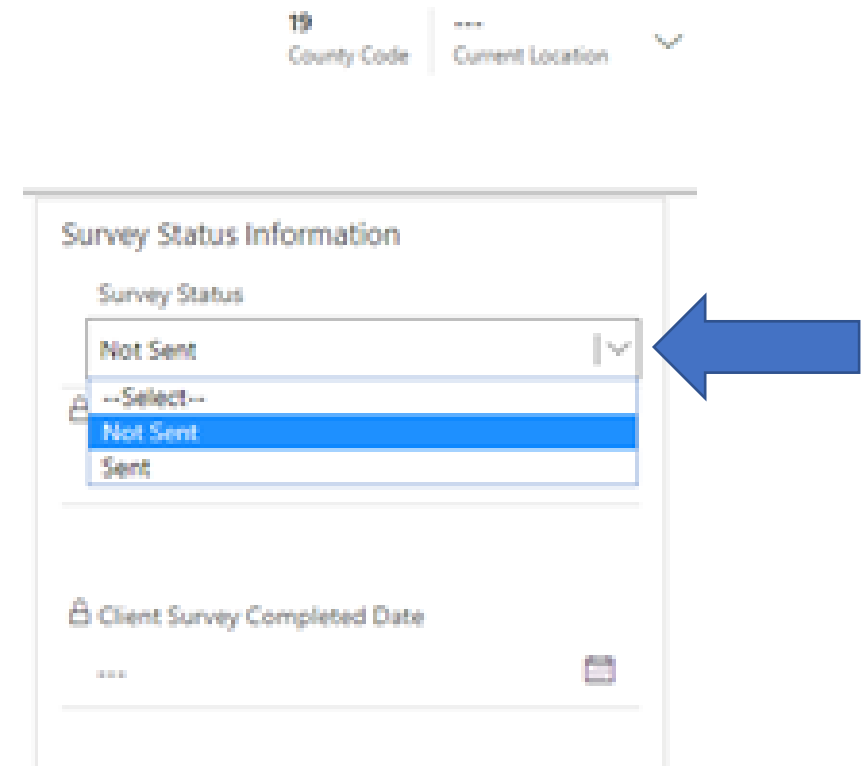 19 ---
County Code Current Location
Survey Status Information
Survey Status
Not Sent
--Select--
Not Sent
Sent
Client Survey Completed Date
---